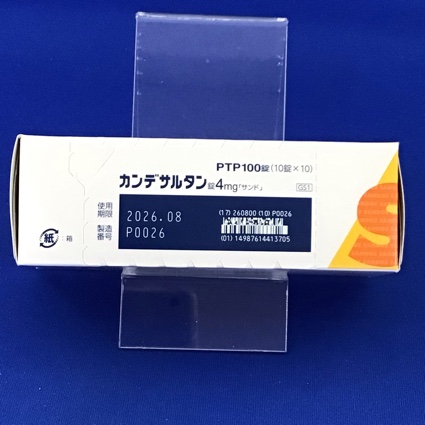 PTP100錠(10錠×10)
カンデサルタン錠4mg「サンド」
GS1
使用
期限
2026.08
製造
番号
P0026
(17) 260800 (10) P0026
(01) 14987614413705
紙
:箱